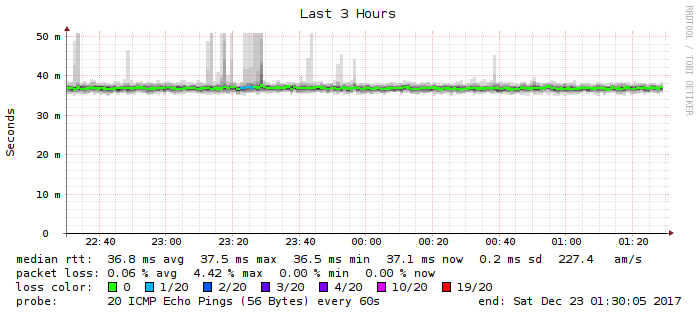 Last 3 Hours
RRDTOOL / TOBI OETIKER
Seconds
50 m
40 m
30 m
20 m
10 m
0
22:40 23:00 23:20 23:40 00:00 00:20 00:40 01:00 01:20
median rtt: 36.8 ms avg 37.5 ms max 36.5 ms min 37.1 ms now 0.2 ms sd 227.4 am/s
packet loss: 0.06 % avg 4.42 % max 0.00 % min 0.00 % now
loss color: 0 1/20 2/20 3/20 4/20 10/20 19/20
probe: 20 ICMP Echo Pings (56 Bytes) every 60s end: Sat Dec 23 01:30:05 2017